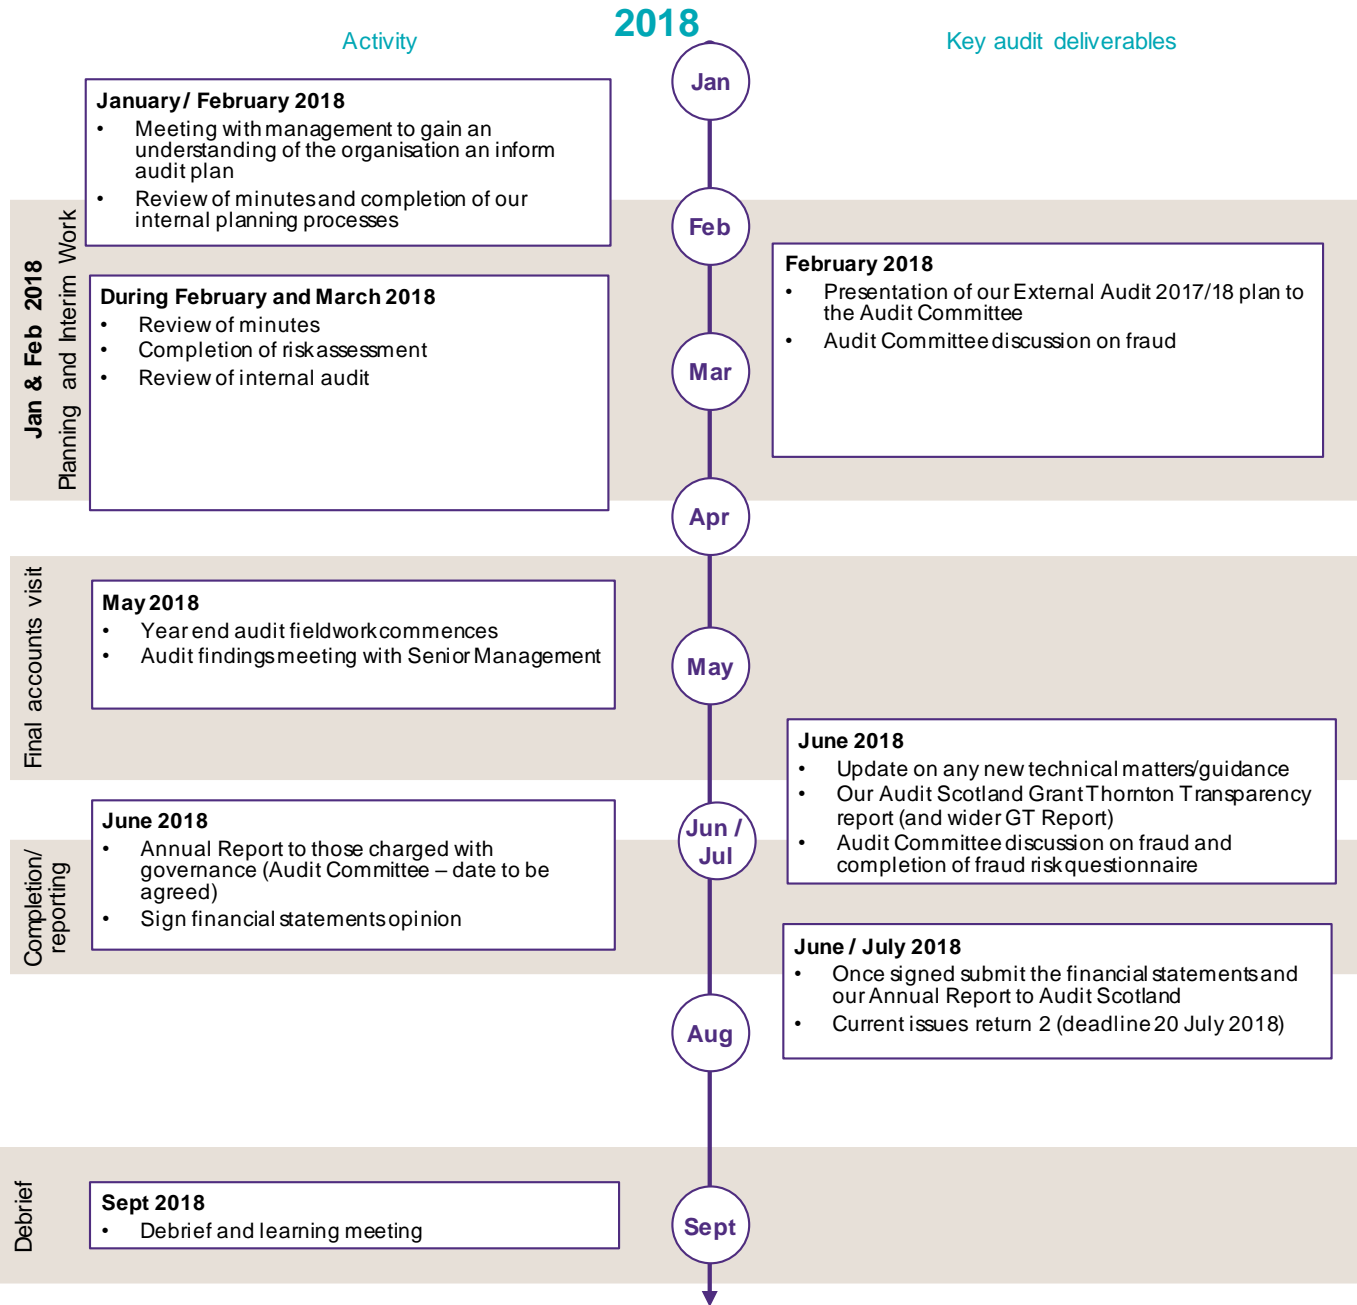 2018
Activity
Key audit deliverables
Jan
January / February 2018
• Meeting with management to gain an
understanding of the organisation an inform
audit plan
• Review of minutes and completion of our
internal planning processes
Jan & Feb 2018
Planning and Interim Work
Feb
February 2018
• Presentation of our External Audit 2017/18 plan to
the Audit Committee
• Audit Committee discussion on fraud
During February and March 2018
• Review of minutes
• Completion of risk assessment
• Review of internal audit
Mar
Apr
Final accounts visit
May 2018
• Year end audit fieldwork commences
• Audit findings meeting with Senior Management
May
June 2018
• Update on any new technical matters/guidance
• Our Audit Scotland Grant Thornton Transparency
report (and wider GT Report)
• Audit Committee discussion on fraud and
completion of fraud risk questionnaire
Completion/
reporting
June 2018
• Annual Report to those charged with
governance (Audit Committee – date to be
agreed)
• Sign financial statements opinion
Jun /
Jul
June / July 2018
• Once signed submit the financial statements and
our Annual Report to Audit Scotland
• Current issues return 2 (deadline 20 July 2018)
Aug
Debrief
Sept 2018
• Debrief and learning meeting
Sept